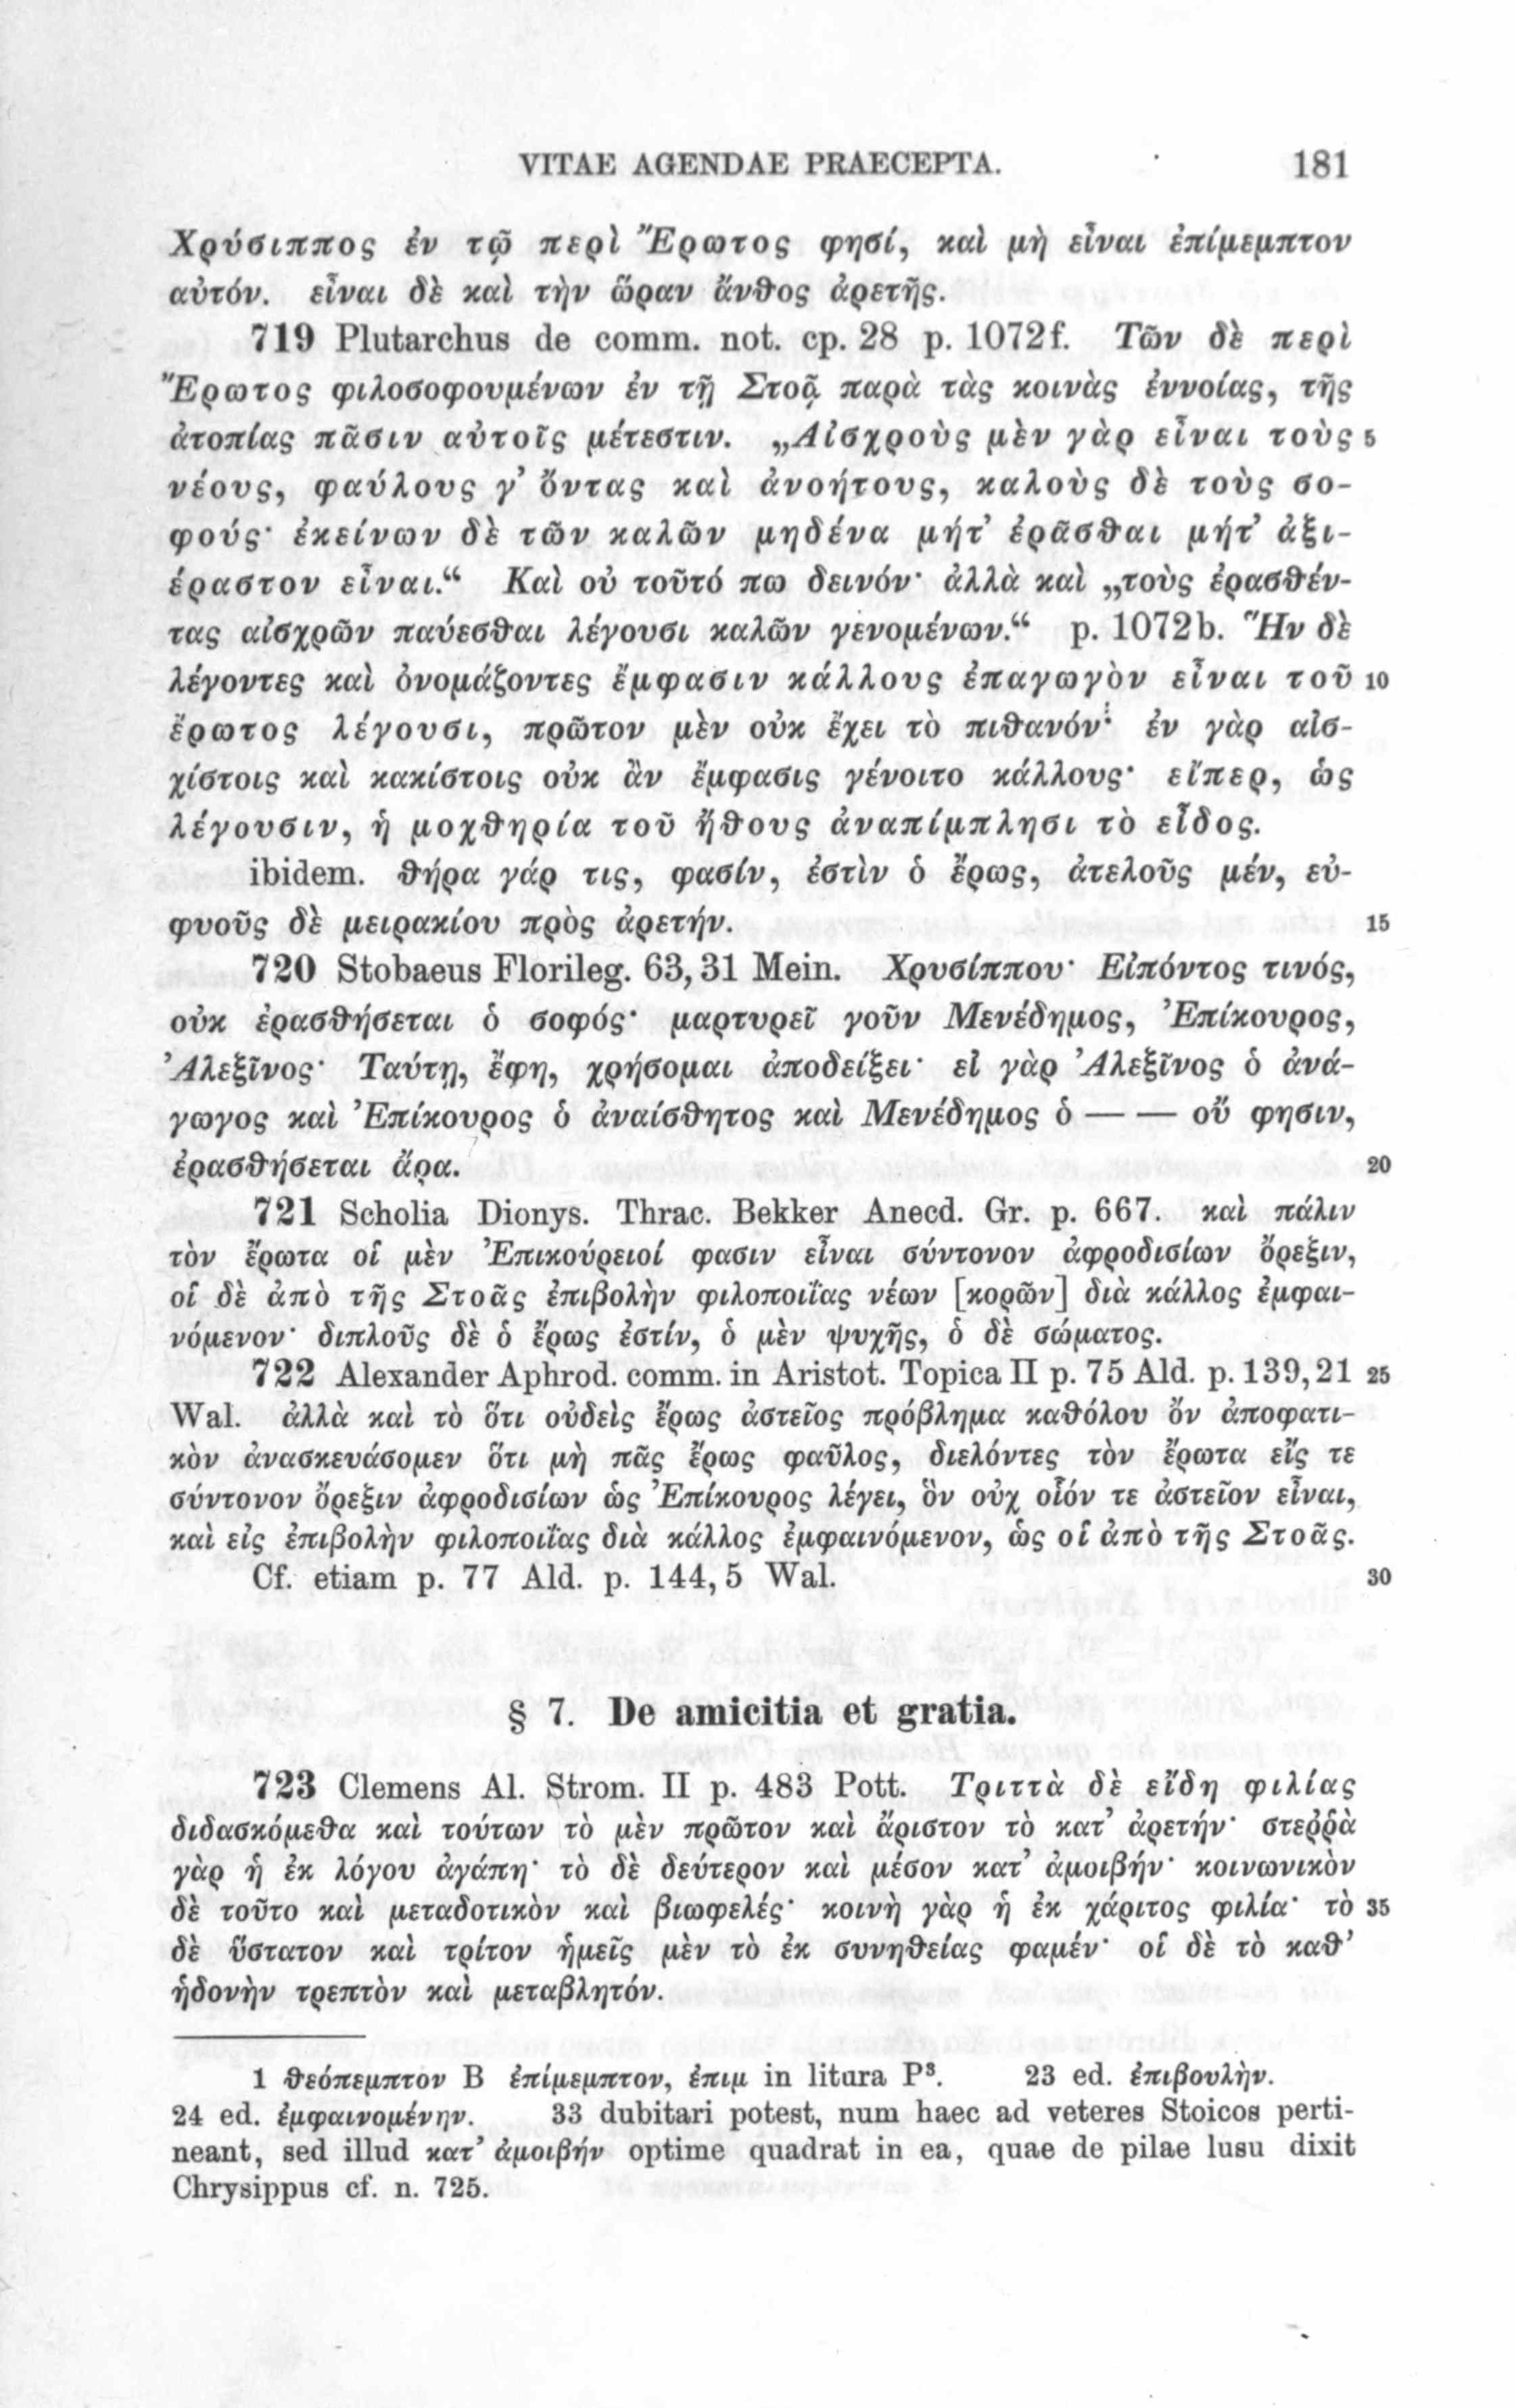 VITAE AGENDAE PRAECEPTA. 181
Χρύσιππος ἐν τῷ περὶ Ἔρωτος φησί, καὶ μὴ εἶναι ἐπίμεμπτον
αὐτόν. εἶναι δὲ καὶ τὴν ὥραν ἄνθος ἀρετῆς.
719 Plutarchus de comm. not. cp. 28 p. 1072f. Τῶν δὲ περὶ
Ἔρωτος φιλοσοφουμένων ἐν τῇ Στοᾷ παρὰ τὰς κοινὰς ἐννοίας, τῆς
ἀτοπίας πᾶσιν αὐτοῖς μέτεστιν. „Αἰσχροὺς μὲν γὰρ εἶναι τοὺς 5
νέους, φαύλους γ’ ὄντας καὶ ἀνοήτους, καλοὺς δὲ τοὺς σο-
φούς· ἐκείνων δὲ τῶν καλῶν μηδένα μήτ’ ἐρᾶσθαι μήτ’ ἀξι-
έραστον εἶναι.“ Καὶ οὐ τοῦτό πω δεινόν· ἀλλὰ καὶ „τοὺς ἐρασθέν-
τας αἰσχρῶν παύεσθαι λέγουσι καλῶν γενομένων.“ p. 1072b. Ἣν δὲ
λέγοντες καὶ ὀνομάζοντες ἔμφασιν κάλλους ἐπαγωγὸν εἶναι τοῦ 10
ἔρωτος λέγουσι, πρῶτον μὲν οὐκ ἔχει τὸ πιθανόν· ἐν γὰρ αἰσ-
χίστοις καὶ κακίστοις οὐκ ἂν ἔμφασις γένοιτο κάλλους· εἴπερ, ὡς
λέγουσιν, ἡ μοχθηρία τοῦ ἤθους ἀναπίμπλησι τὸ εἶδος.
ibidem. θήρα γάρ τις, φασίν, ἐστὶν ὁ ἔρως, ἀτελοῦς μέν, εὐ-
φυοῦς δὲ μειρακίου πρὸς ἀρετήν. 15
720 Stobaeus Florileg. 63,31 Mein. Χρυσίππου· Εἰπόντος τινός,
οὐκ ἐρασθήσεται ὁ σοφός· μαρτυρεῖ γοῦν Μενέδημος, Ἐπίκουρος,
Ἀλεξῖνος· Ταύτῃ, ἔφη, χρήσομαι ἀποδείξει· εἰ γὰρ Ἀλεξῖνος ὁ ἀνά-
γωγος καὶ Ἐπίκουρος ὁ ἀναίσθητος καὶ Μενέδημος ὁ — — οὔ φησιν,
ἐρασθήσεται ἄρα. 20
721 Scholia Dionys. Thrac. Bekker Anecd. Gr. p. 667. καὶ πάλιν
τὸν ἔρωτα οἱ μὲν Ἐπικούρειοί φασιν εἶναι σύντονον ἀφροδισίων ὄρεξιν,
οἱ δὲ ἀπὸ τῆς Στοᾶς ἐπιβολὴν φιλοποιΐας νέων [κορῶν] διὰ κάλλος ἐμφαι-
νόμενον· διπλοῦς δὲ ὁ ἔρως ἐστίν, ὁ μὲν ψυχῆς, ὁ δὲ σώματος.
722 Alexander Aphrod. comm. in Aristot. Topica II p. 75 Ald. p. 139,21 25
Wal. ἀλλὰ καὶ τὸ ὅτι οὐδεὶς ἔρως ἀστεῖος πρόβλημα καθόλου ὂν ἀποφατι-
κὸν ἀνασκευάσομεν ὅτι μὴ πᾶς ἔρως φαῦλος, διελόντες τὸν ἔρωτα εἴς τε
σύντονον ὄρεξιν ἀφροδισίων ὡς Ἐπίκουρος λέγει, ὃν οὐχ οἷόν τε ἀστεῖον εἶναι,
καὶ εἰς ἐπιβολὴν φιλοποιΐας διὰ κάλλος ἐμφαινόμενον, ὡς οἱ ἀπὸ τῆς Στοᾶς.
Cf. etiam p. 77 Ald. p. 144,5 Wal. 30
§ 7. De amicitia et gratia.
723 Clemens Al. Strom. II p. 483 Pott. Τριττὰ δὲ εἴδη φιλίας
διδασκόμεθα καὶ τούτων τὸ μὲν πρῶτον καὶ ἄριστον τὸ κατ’ ἀρετήν· στεῤῥὰ
γὰρ ἡ ἐκ λόγου ἀγάπη· τὸ δὲ δεύτερον καὶ μέσον κατ’ ἀμοιβήν· κοινωνικὸν
δὲ τοῦτο καὶ μεταδοτικὸν καὶ βιωφελές· κοινὴ γὰρ ἡ ἐκ χάριτος φιλία· τὸ 35
δὲ ὕστατον καὶ τρίτον ἡμεῖς μὲν τὸ ἐκ συνηθείας φαμέν· οἱ δὲ τὸ καθ’
ἡδονὴν τρεπτὸν καὶ μεταβλητόν.
1 θεόπεμπτον B ἐπίμεμπτον, ἐπιμ in litura P³. 23 ed. ἐπιβουλὴν.
24 ed. ἐμφαινομένην. 33 dubitari potest, num haec ad veteres Stoicos perti-
neant, sed illud κατ’ ἀμοιβήν optime quadrat in ea, quae de pilae lusu dixit
Chrysippus cf. n. 725.